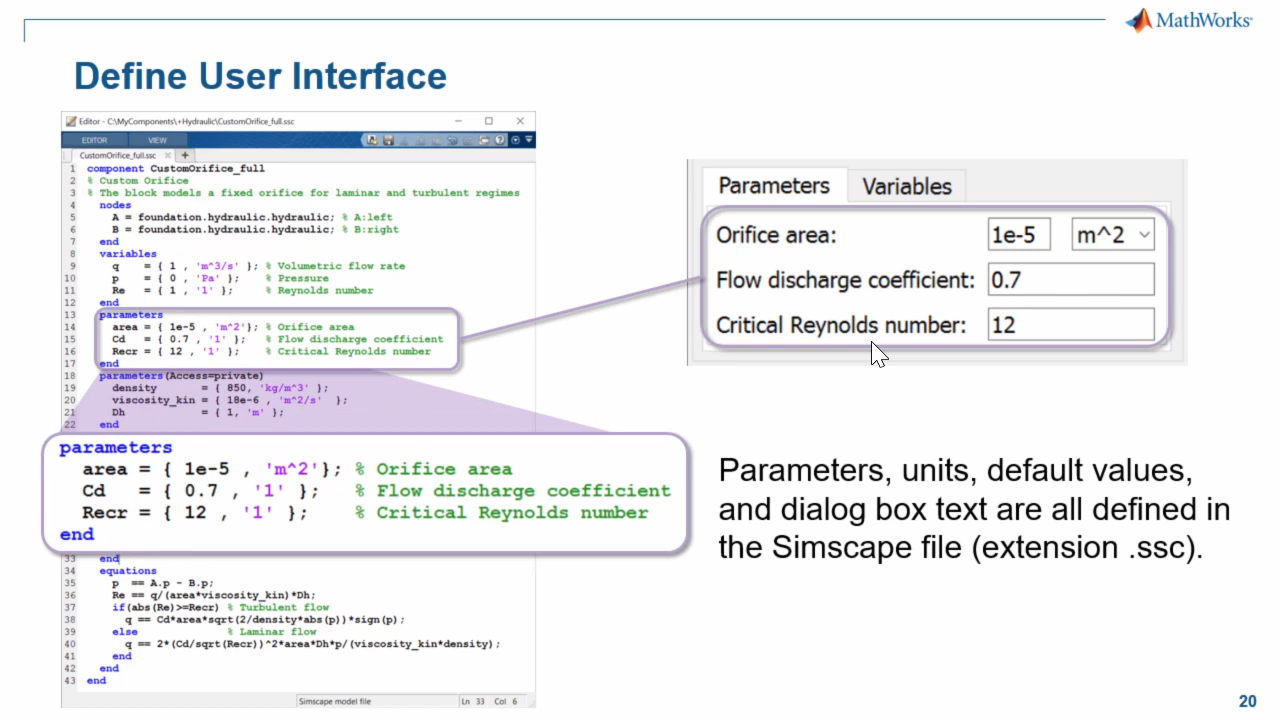 MathWorks
Define User Interface
Editor - C:\MyComponents\+Hydraulic\CustomOrifice_full.ssc
EDITOR VIEW
CustomOrifice_full.ssc × +
1 component CustomOrifice_full
2 % Custom Orifice
3 % The block models a fixed orifice for laminar and turbulent regimes
4 nodes
5 A = foundation.hydraulic.hydraulic; % A:left
6 B = foundation.hydraulic.hydraulic; % B:right
7 end
8 variables
9 q = { 1 , 'm^3/s' }; % Volumetric flow rate
10 p = { 0 , 'Pa' }; % Pressure
11 Re = { 1 , '1' }; % Reynolds number
12 end
13 parameters
14 area = { 1e-5 , 'm^2'}; % Orifice area
15 Cd = { 0.7 , '1' }; % Flow discharge coefficient
16 Recr = { 12 , '1' }; % Critical Reynolds number
17 end
18 parameters(Access=private)
19 density = { 850, 'kg/m^3' };
20 viscosity_kin = { 18e-6 , 'm^2/s' };
21 Dh = { 1, 'm' };
22 end
parameters
area = { 1e-5 , 'm^2'}; % Orifice area
Cd = { 0.7 , '1' }; % Flow discharge coefficient
Recr = { 12 , '1' }; % Critical Reynolds number
end
33 end
34 equations
35 p == A.p - B.p;
36 Re == q/(area*viscosity_kin)*Dh;
37 if(abs(Re)>=Recr) % Turbulent flow
38 q == Cd*area*sqrt(2/density*abs(p))*sign(p);
39 else % Laminar flow
40 q == 2*(Cd/sqrt(Recr))^2*area*Dh*p/(viscosity_kin*density);
41 end
42 end
43 end
Simscape model file Ln 33 Col 6
Parameters Variables
Orifice area: 1e-5 m^2
Flow discharge coefficient: 0.7
Critical Reynolds number: 12
Parameters, units, default values,
and dialog box text are all defined in
the Simscape file (extension .ssc).
20